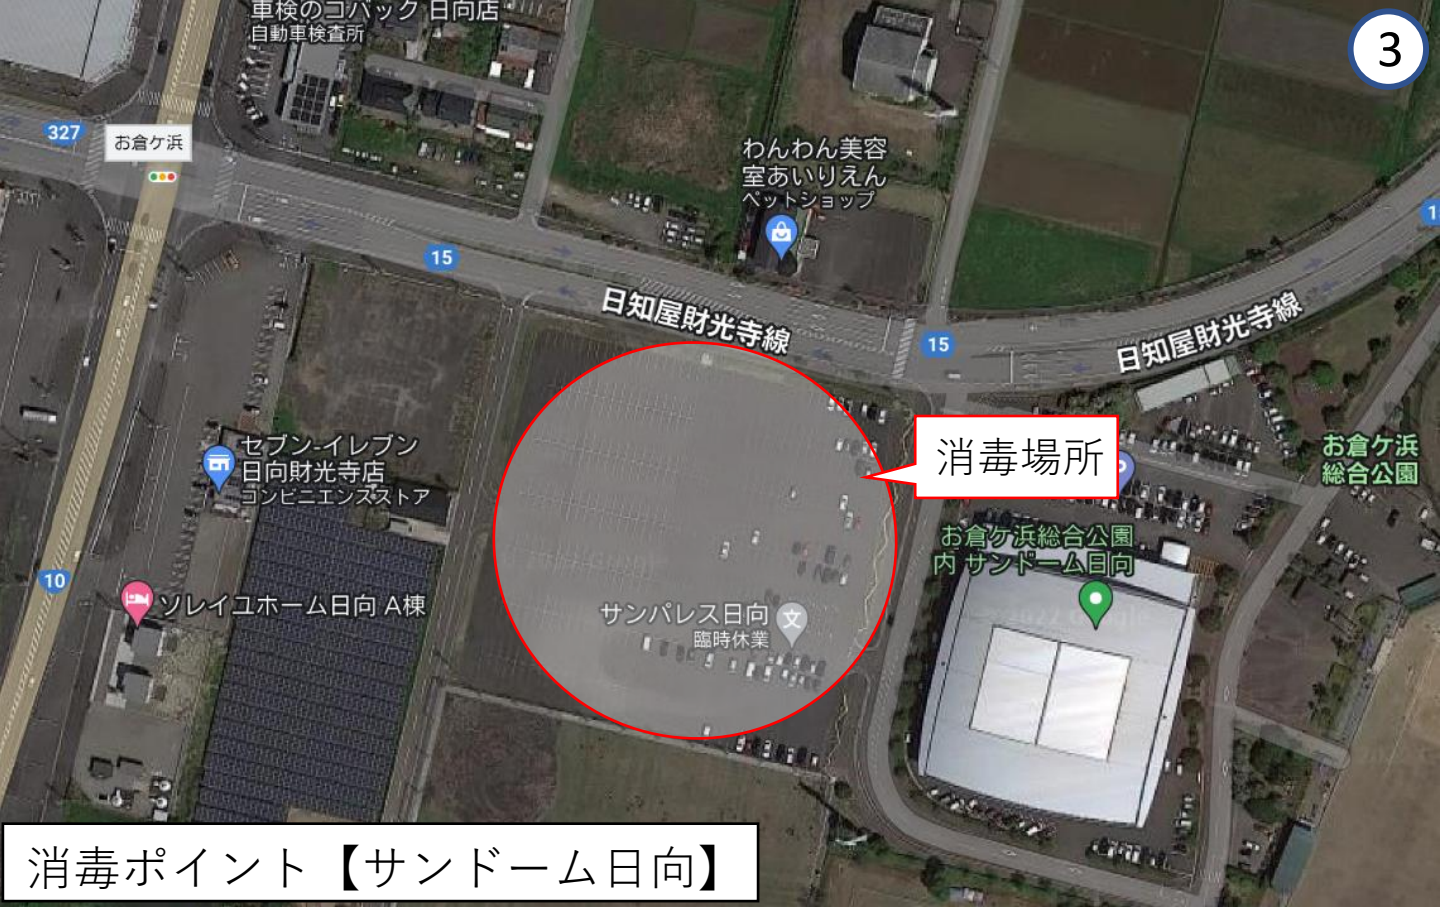 車検のコバック 日向店
自動車検査所
3
327
お倉ケ浜
わんわん美容
室あいりえん
ペットショップ
15
15
日知屋財光寺線
15
日知屋財光寺線
消毒場所
お倉ケ浜
総合公園
セブン-イレブン
日向財光寺店
コンビニエンスストア
お倉ケ浜総合公園
内 サンドーム日向
10
ソレイユホーム日向 A棟
サンパレス日向
臨時休業
消毒ポイント【サンドーム日向】